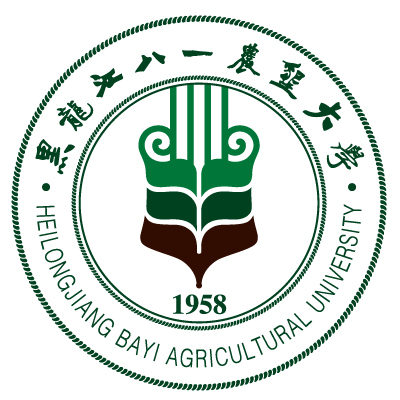 黑龍江八一農墾大學
1958
HEILONGJIANG BAYI AGRICULTURAL UNIVERSITY